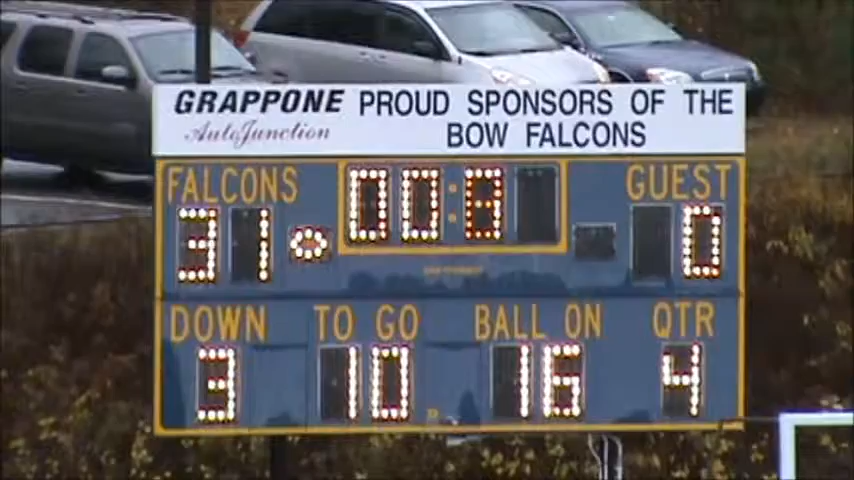 GRAPPONE PROUD SPONSORS OF THE
AutoJunction BOW FALCONS
FALCONS 00:8 GUEST
31 0
DOWN TO GO BALL ON QTR
3 10 16 4